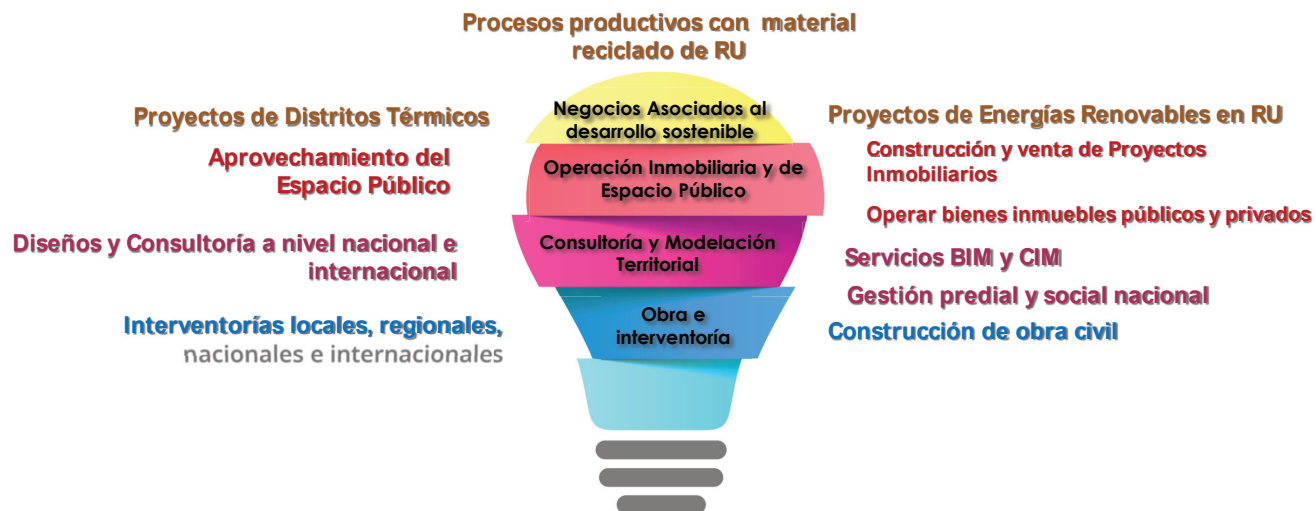 Procesos productivos con material
reciclado de RU
Proyectos de Distritos Térmicos
Negocios Asociados al
desarrollo sostenible
Proyectos de Energías Renovables en RU
Aprovechamiento del
Espacio Público
Operación Inmobiliaria y de
Espacio Público
Construcción y venta de Proyectos
Inmobiliarios
Operar bienes inmuebles públicos y privados
Diseños y Consultoría a nivel nacional e
internacional
Consultoría y Modelación
Territorial
Servicios BIM y CIM
Gestión predial y social nacional
Interventorías locales, regionales,
nacionales e internacionales
Obra e
interventoría
Construcción de obra civil